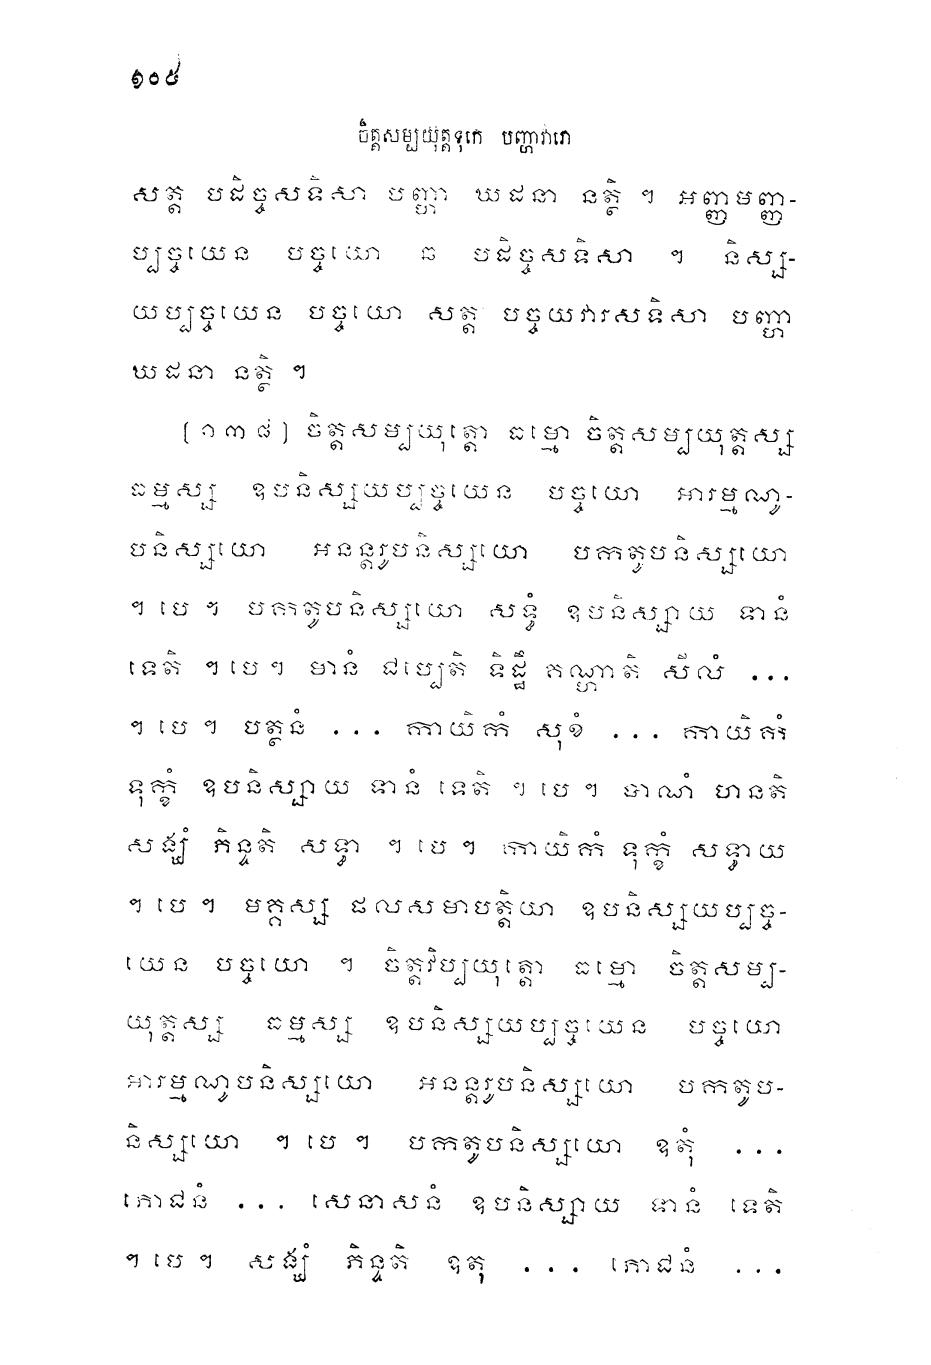 ១០៥
ចិត្តសម្បយុត្តទុកេ បញ្ហាវារោ
សត្ត បដិច្ចសទិសា បញ្ហា ឃដនា នត្ថិ ។ អញ្ញមញ្ញ-
ប្បច្ចយេន បច្ចយោ ឆ បដិច្ចសទិសា ។ និស្ស-
យប្បច្ចយេន បច្ចយោ សត្ត បច្ចយវារសទិសា បញ្ហា
ឃដនា នត្ថិ ។
[១៣៨] ចិត្តសម្បយុត្តោ ធម្មោ ចិត្តសម្បយុត្តស្ស
ធម្មស្ស ឧបនិស្សយប្បច្ចយេន បច្ចយោ អារម្មណូ-
បនិស្សយោ អនន្តរូបនិស្សយោ បកតូបនិស្សយោ
។ បេ ។ បកតូបនិស្សយោ សទ្ធំ ឧបនិស្សាយ ទានំ
ទេតិ ។ បេ ។ មានំ ជប្បេតិ ទិដ្ឋឹ គណ្ហាតិ សីលំ ...
។ បេ ។ បត្ថនំ ... កាយិកំ សុខំ ... កាយិកំ
ទុក្ខំ ឧបនិស្សាយ ទានំ ទេតិ ។ បេ ។ បាណំ ហនតិ
សង្ឃំ ភិន្ទតិ សទ្ធា ។ បេ ។ កាយិកំ ទុក្ខំ សទ្ធាយ
។ បេ ។ មគ្គស្ស ផលសមាបត្តិយា ឧបនិស្សយប្បច្ច-
យេន បច្ចយោ ។ ចិត្តវិប្បយុត្តោ ធម្មោ ចិត្តសម្ប-
យុត្តស្ស ធម្មស្ស ឧបនិស្សយប្បច្ចយេន បច្ចយោ
អារម្មណូបនិស្សយោ អនន្តរូបនិស្សយោ បកតូប-
និស្សយោ ។ បេ ។ បកតូបនិស្សយោ ឧតុំ ...
ភោជនំ ... សេនាសនំ ឧបនិស្សាយ ទានំ ទេតិ
។ បេ ។ សង្ឃំ ភិន្ទតិ ឧតុ ... ភោជនំ ...